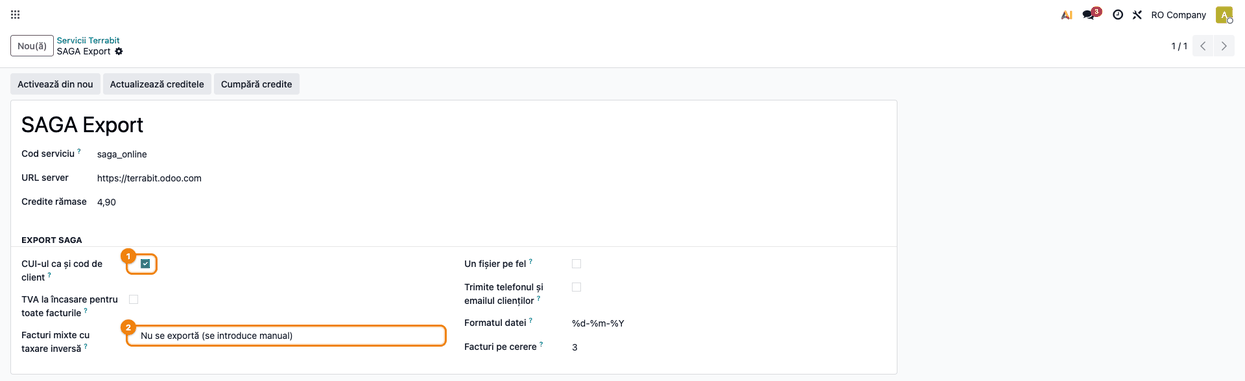 AI 3 RO Company A
Nou(ă) Servicii Terrabit
SAGA Export
1 / 1
Activează din nou Actualizează creditele Cumpără credite
SAGA Export
Cod serviciu ? saga_online
URL server https://terrabit.odoo.com
Credite rămase 4,90
EXPORT SAGA
1
CUI-ul ca și cod de
client ?
TVA la încasare pentru
toate facturile ?
2
Facturi mixte cu
taxare inversă ?
Nu se exportă (se introduce manual)
Un fișier pe fel ?
Trimite telefonul și
emailul clienților ?
Formatul datei ? %d-%m-%Y
Facturi pe cerere ? 3